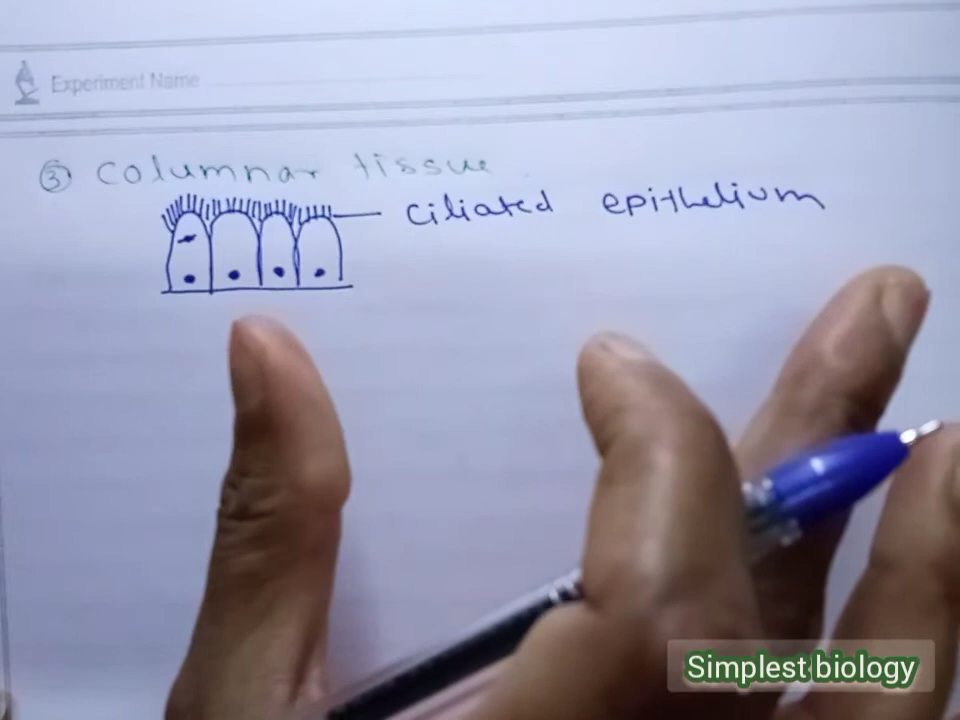 Experiment Name
③ columnar tissue
ciliated epithelium
Simplest biology